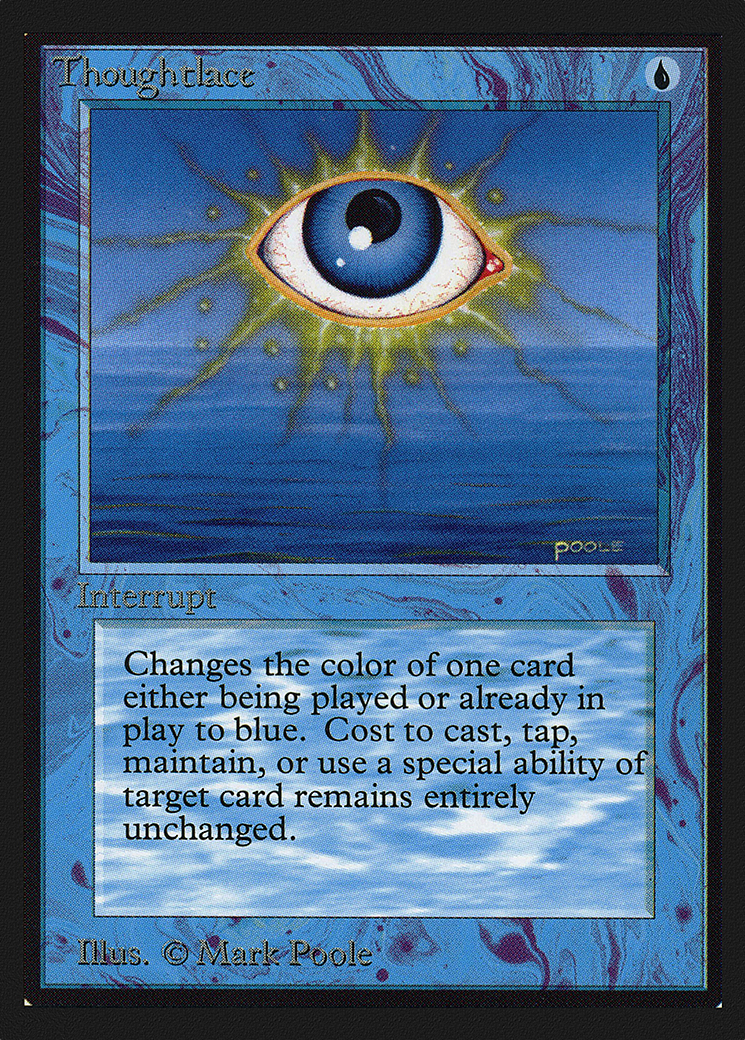 Thoughtlace
POOLE
Interrupt
Changes the color of one card
either being played or already in
play to blue. Cost to cast, tap,
maintain, or use a special ability of
target card remains entirely
unchanged.
Illus. © Mark Poole